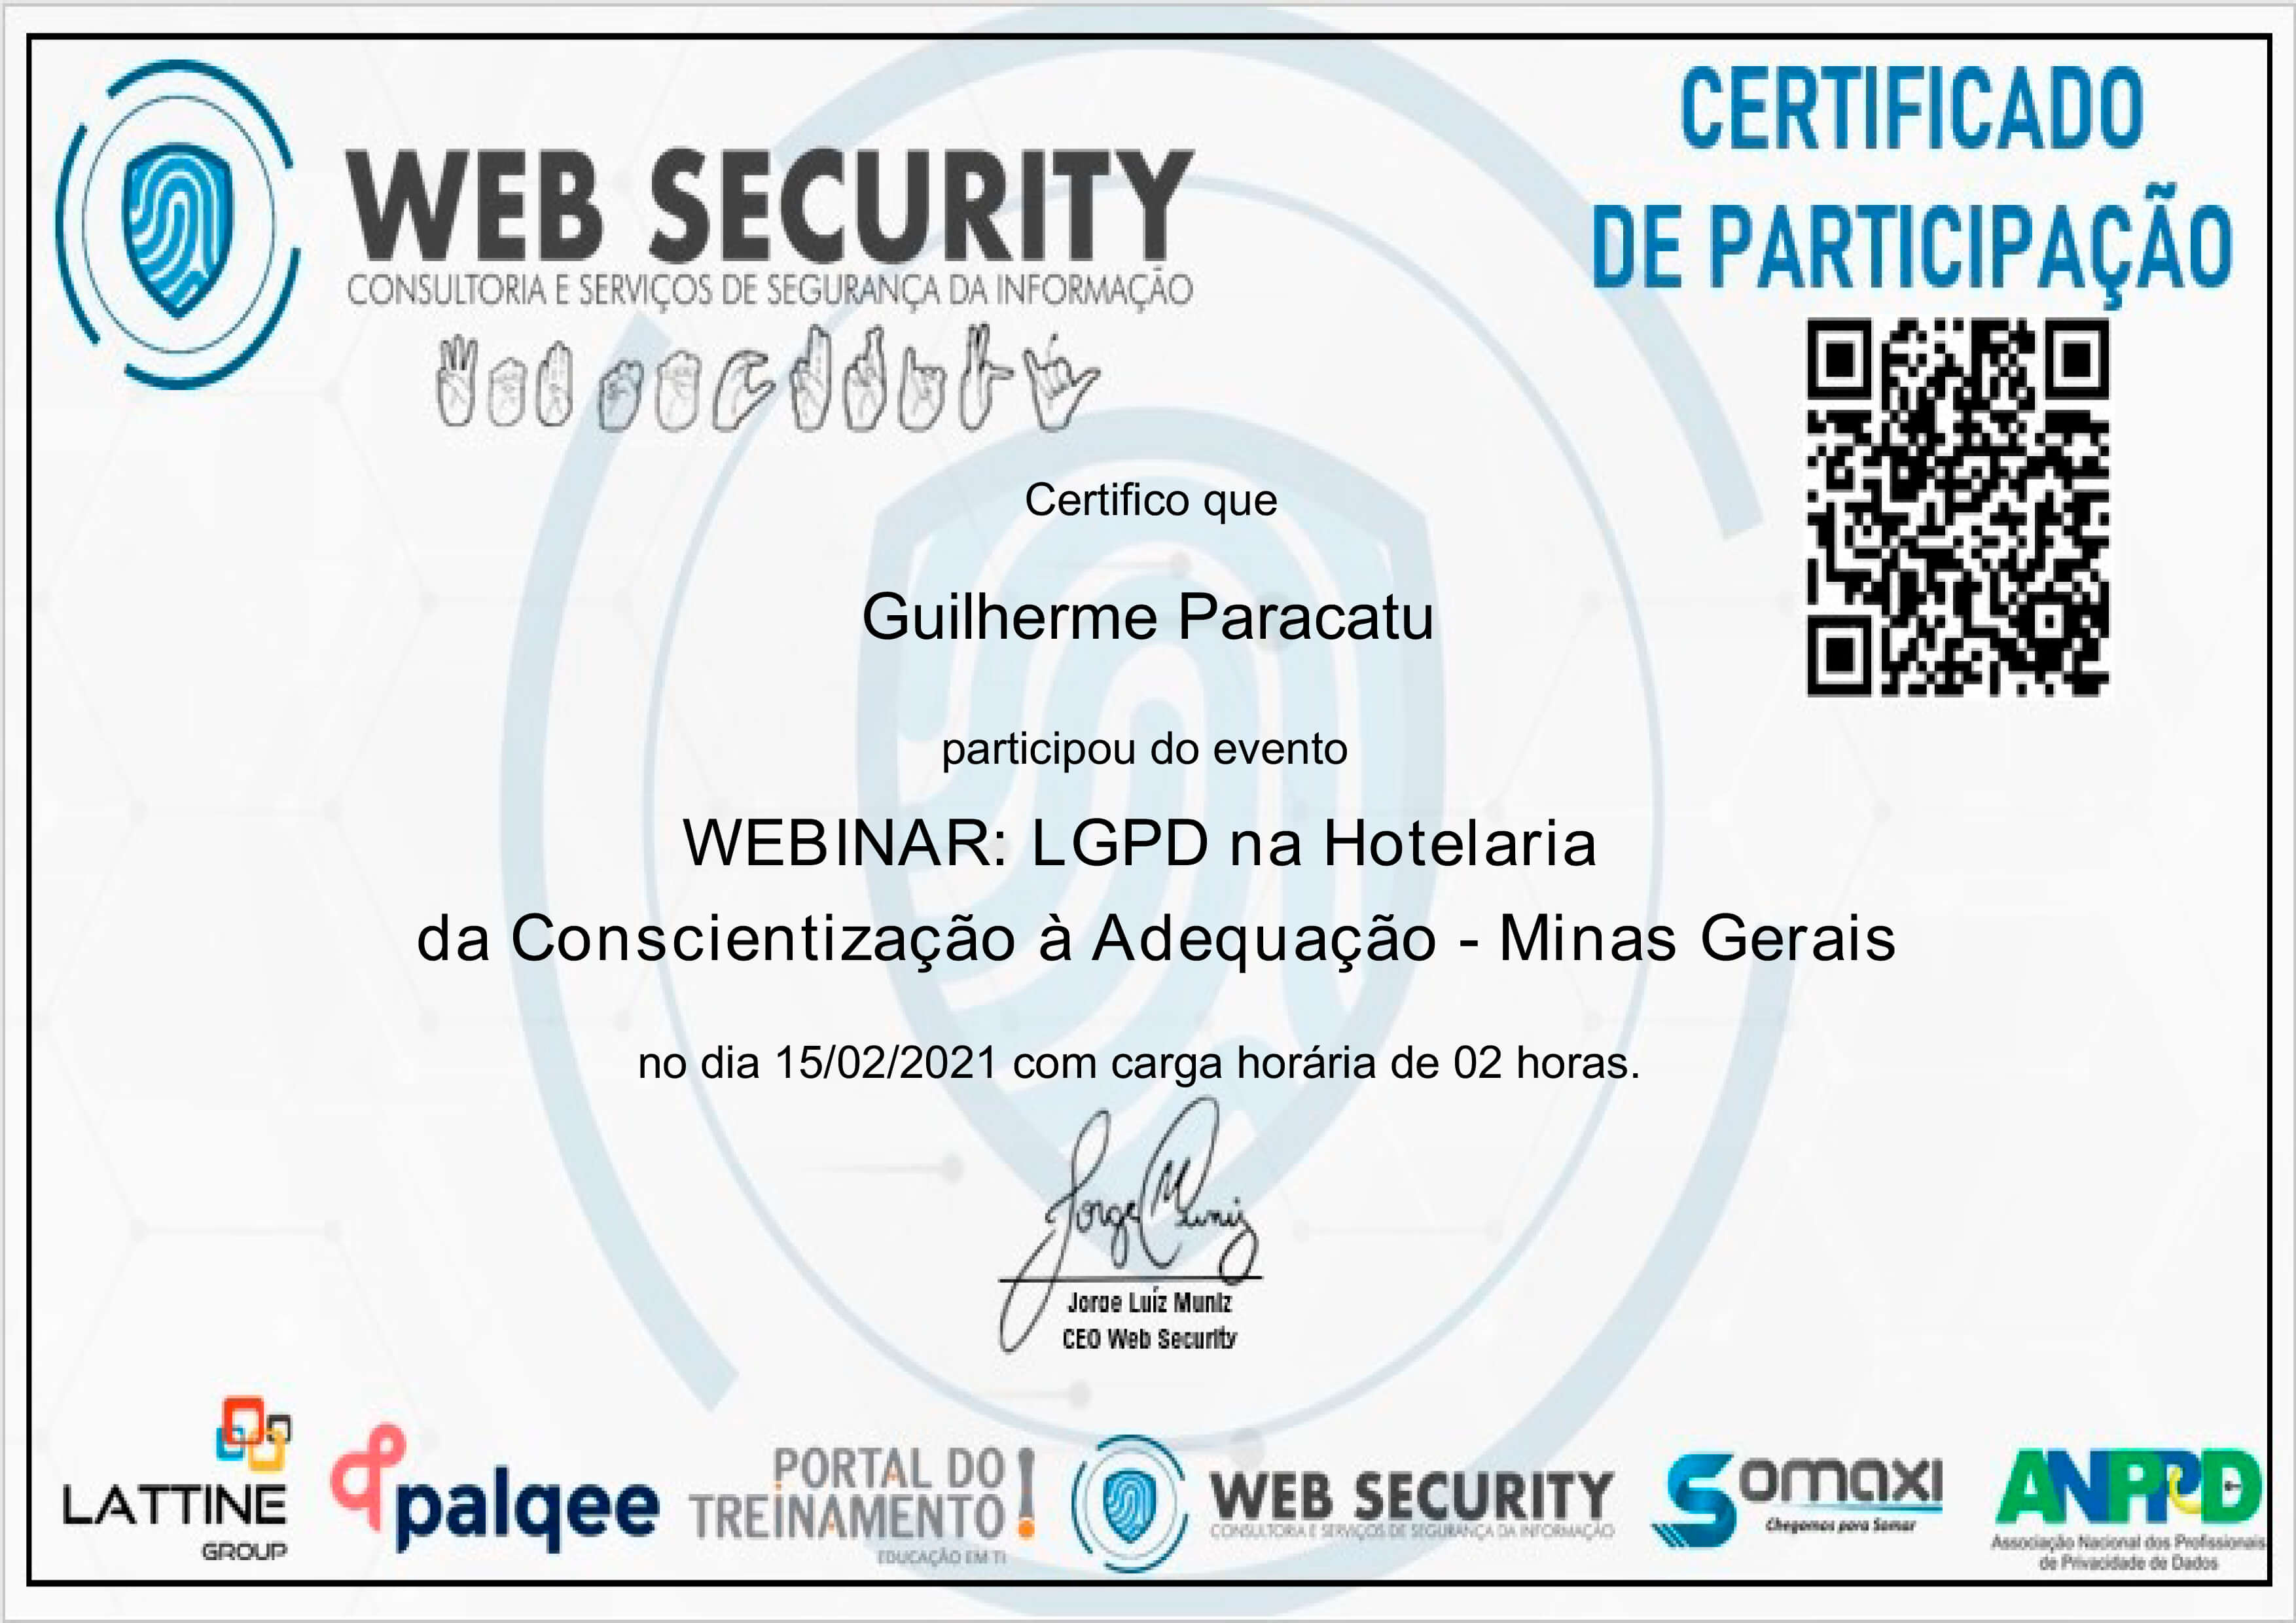 WEB SECURITY
CONSULTORIA E SERVIÇOS DE SEGURANÇA DA INFORMAÇÃO
CERTIFICADO
DE PARTICIPAÇÃO
Certifico que
Guilherme Paracatu
participou do evento
WEBINAR: LGPD na Hotelaria
da Conscientização à Adequação - Minas Gerais
no dia 15/02/2021 com carga horária de 02 horas.
Jorge Muniz
Jorge Luíz Muniz
CEO Web Security
LATTINE
GROUP
palqee
PORTAL DO
TREINAMENTO
EDUCAÇÃO EM TI
WEB SECURITY
CONSULTORIA E SERVIÇOS DE SEGURANÇA DA INFORMAÇÃO
Somaxi
Chegamos para Somar
ANPPD
Associação Nacional dos Profissionais
de Privacidade de Dados